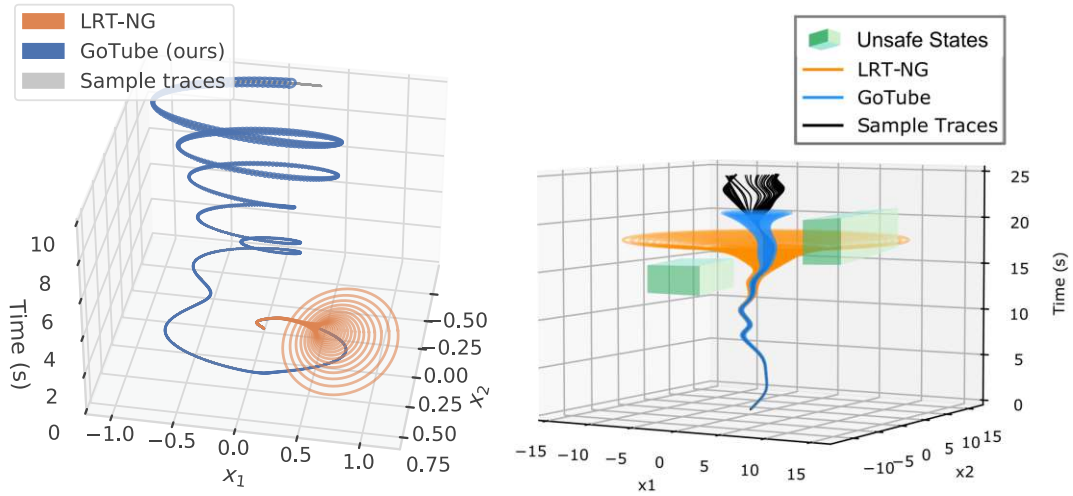 LRT-NG
GoTube (ours)
Sample traces
10
8
6
4
2
0
Time (s)
−1.0
−0.5
0.0
0.5
1.0
x₁
−0.50
−0.25
0.00
0.25
0.50
0.75
x₂
Unsafe States
LRT-NG
GoTube
Sample Traces
25
20
15
10
5
0
Time (s)
−15
−10
−5
0
5
10
15
x1
−10
−5
0
5
10
15
x2